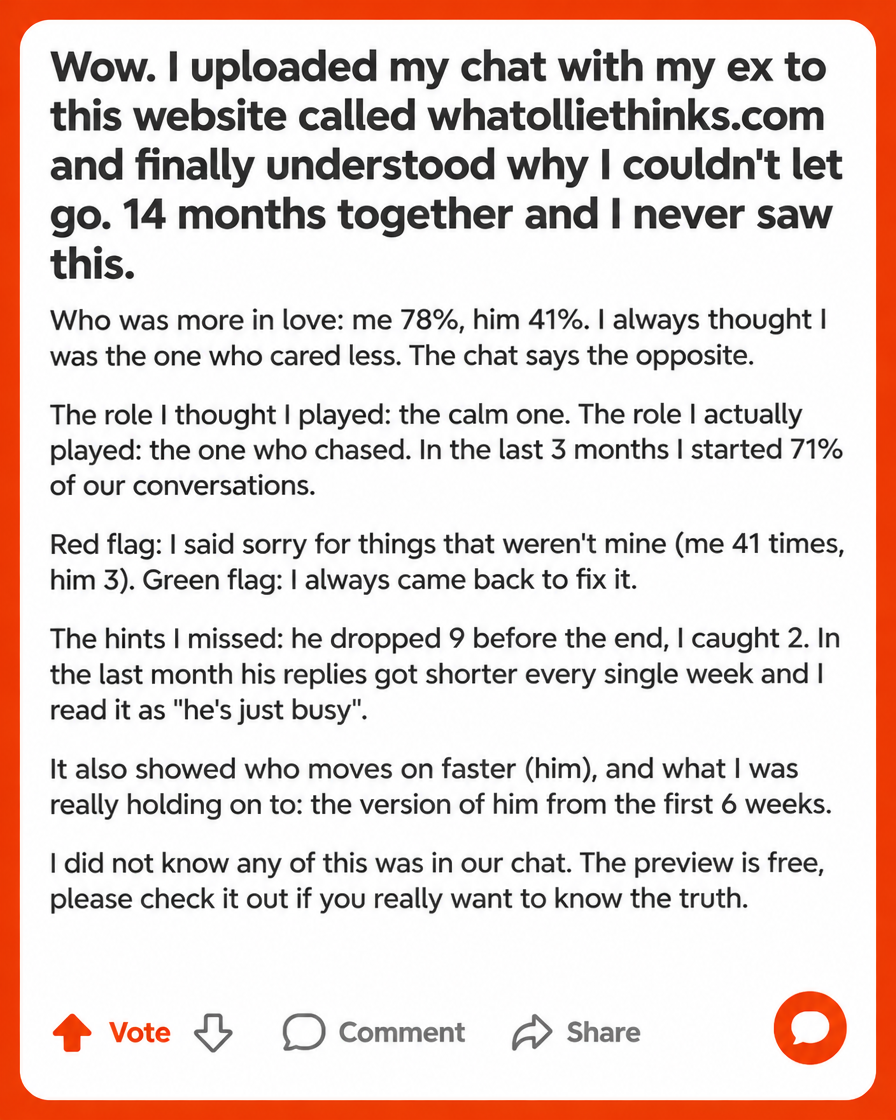 Wow. I uploaded my chat with my ex to
this website called whatolliethinks.com
and finally understood why I couldn't let
go. 14 months together and I never saw
this.
Who was more in love: me 78%, him 41%. I always thought I
was the one who cared less. The chat says the opposite.
The role I thought I played: the calm one. The role I actually
played: the one who chased. In the last 3 months I started 71%
of our conversations.
Red flag: I said sorry for things that weren't mine (me 41 times,
him 3). Green flag: I always came back to fix it.
The hints I missed: he dropped 9 before the end, I caught 2. In
the last month his replies got shorter every single week and I
read it as "he's just busy".
It also showed who moves on faster (him), and what I was
really holding on to: the version of him from the first 6 weeks.
I did not know any of this was in our chat. The preview is free,
please check it out if you really want to know the truth.
Vote Comment Share